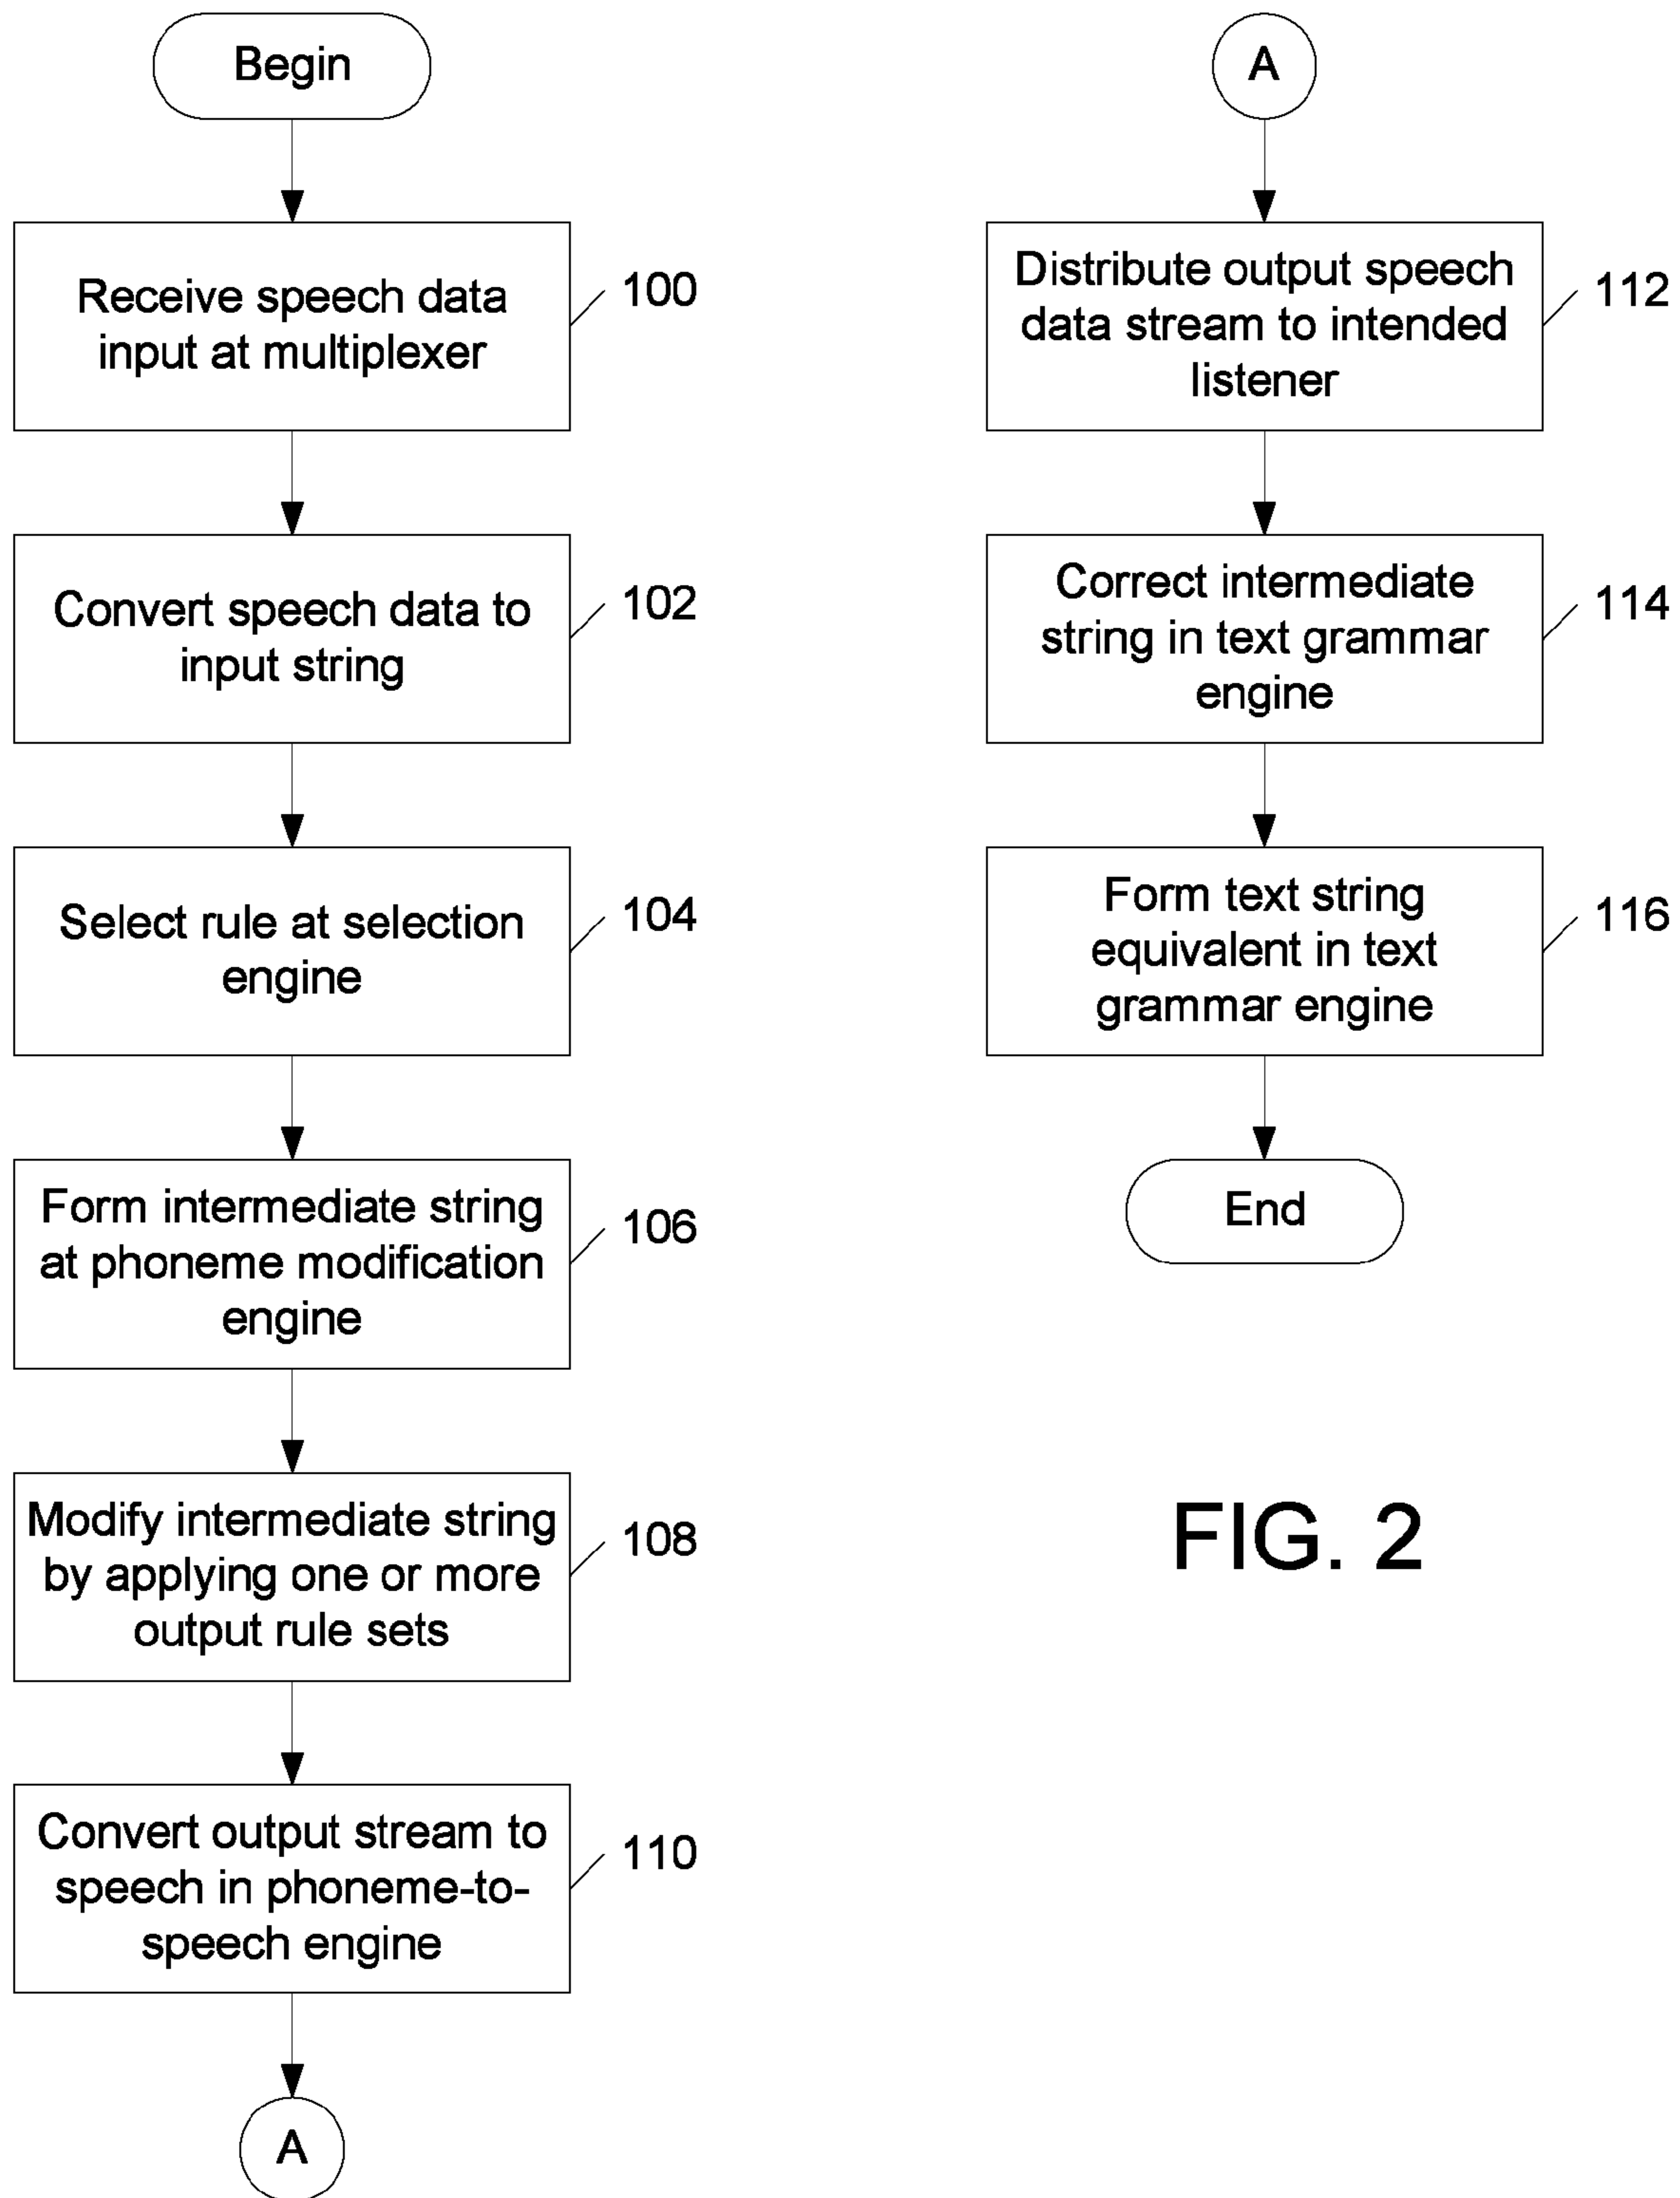 Begin
Receive speech data
input at multiplexer
100
Convert speech data to
input string
102
Select rule at selection
engine
104
Form intermediate string
at phoneme modification
engine
106
Modify intermediate string
by applying one or more
output rule sets
108
Convert output stream to
speech in phoneme-to-
speech engine
110
A
A
Distribute output speech
data stream to intended
listener
112
Correct intermediate
string in text grammar
engine
114
Form text string
equivalent in text
grammar engine
116
End
FIG. 2